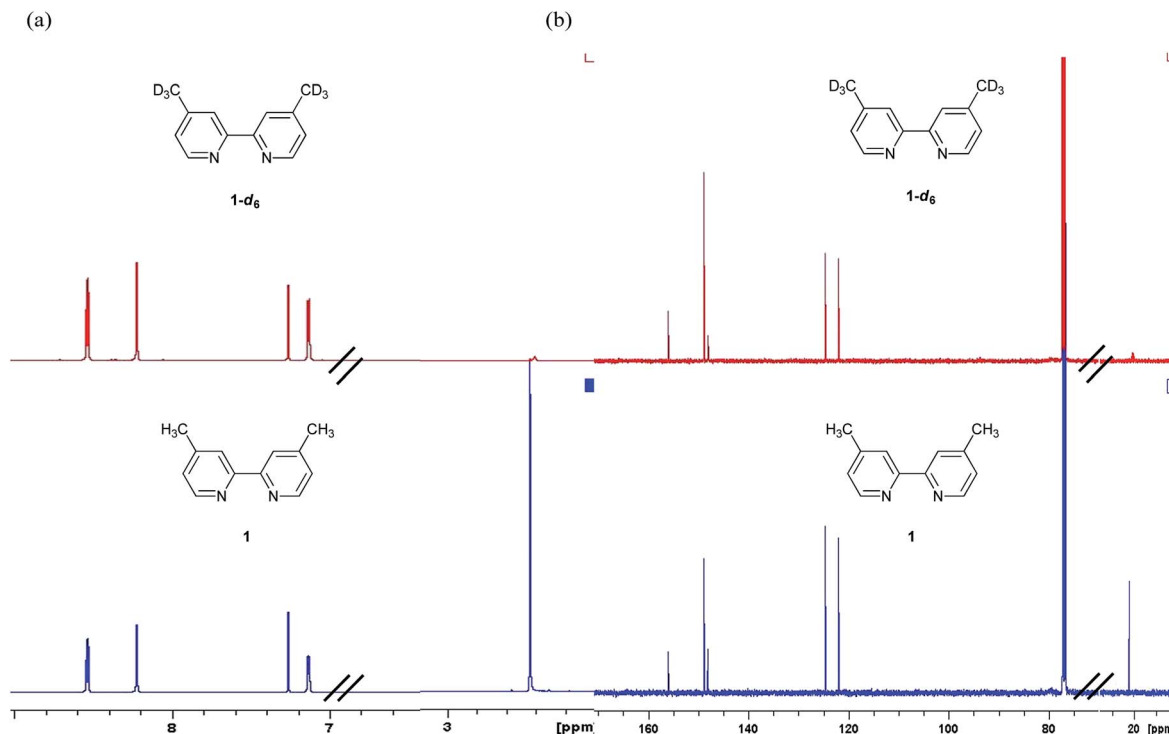 (a)
(b)
D3C CD3
N N
1-d6
D3C CD3
N N
1-d6
H3C CH3
N N
1
H3C CH3
N N
1
8 7 3 [ppm]
160 140 120 100 80 20 [ppm